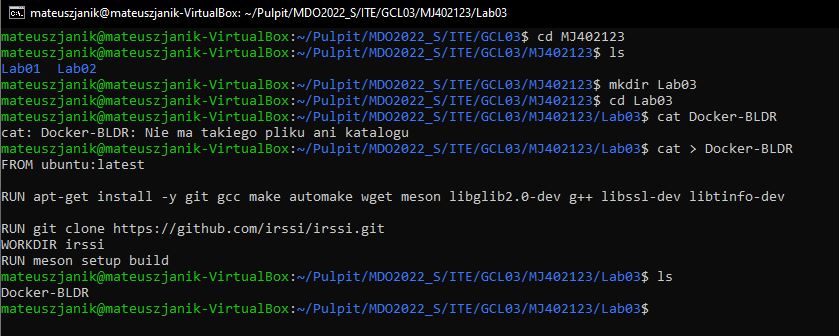 mateuszjanik@mateuszjanik-VirtualBox: ~/Pulpit/MDO2022_S/ITE/GCL03/MJ402123/Lab03
mateuszjanik@mateuszjanik-VirtualBox:~/Pulpit/MDO2022_S/ITE/GCL03$ cd MJ402123
mateuszjanik@mateuszjanik-VirtualBox:~/Pulpit/MDO2022_S/ITE/GCL03/MJ402123$ ls
Lab01  Lab02
mateuszjanik@mateuszjanik-VirtualBox:~/Pulpit/MDO2022_S/ITE/GCL03/MJ402123$ mkdir Lab03
mateuszjanik@mateuszjanik-VirtualBox:~/Pulpit/MDO2022_S/ITE/GCL03/MJ402123$ cd Lab03
mateuszjanik@mateuszjanik-VirtualBox:~/Pulpit/MDO2022_S/ITE/GCL03/MJ402123/Lab03$ cat Docker-BLDR
cat: Docker-BLDR: Nie ma takiego pliku ani katalogu
mateuszjanik@mateuszjanik-VirtualBox:~/Pulpit/MDO2022_S/ITE/GCL03/MJ402123/Lab03$ cat > Docker-BLDR
FROM ubuntu:latest
RUN apt-get install -y git gcc make automake wget meson libglib2.0-dev g++ libssl-dev libtinfo-dev
RUN git clone https://github.com/irssi/irssi.git
WORKDIR irssi
RUN meson setup build
mateuszjanik@mateuszjanik-VirtualBox:~/Pulpit/MDO2022_S/ITE/GCL03/MJ402123/Lab03$ ls
Docker-BLDR
mateuszjanik@mateuszjanik-VirtualBox:~/Pulpit/MDO2022_S/ITE/GCL03/MJ402123/Lab03$